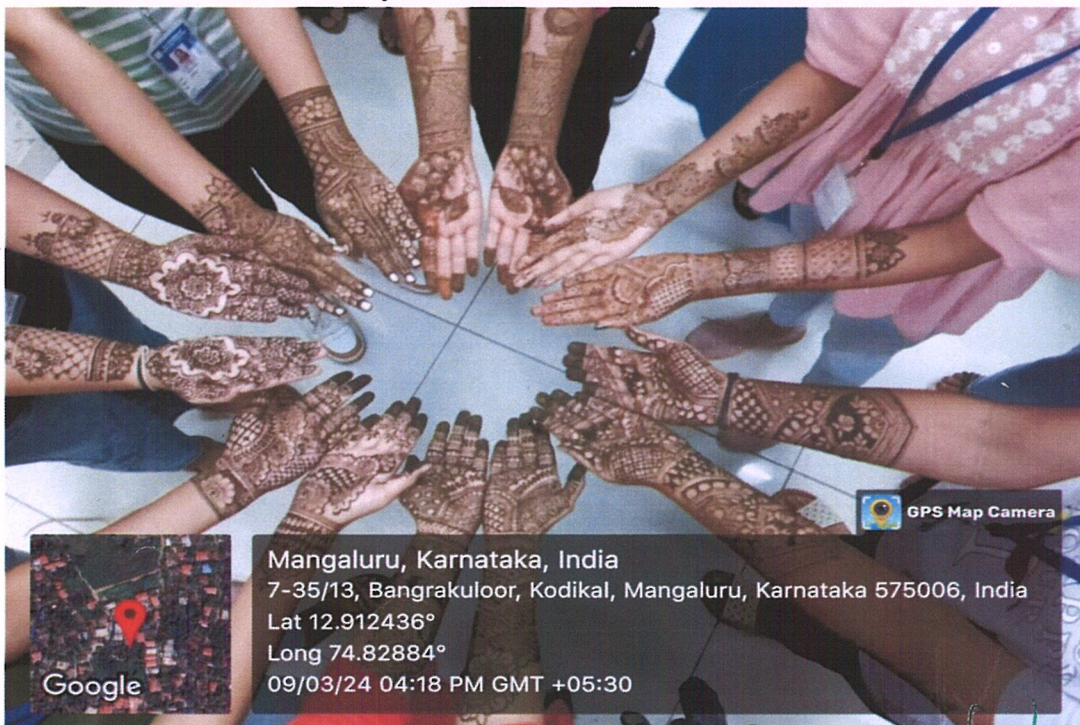 GPS Map Camera
Mangaluru, Karnataka, India
7-35/13, Bangrakuloor, Kodikal, Mangaluru, Karnataka 575006, India
Lat 12.912436°
Long 74.82884°
09/03/24 04:18 PM GMT +05:30
Google